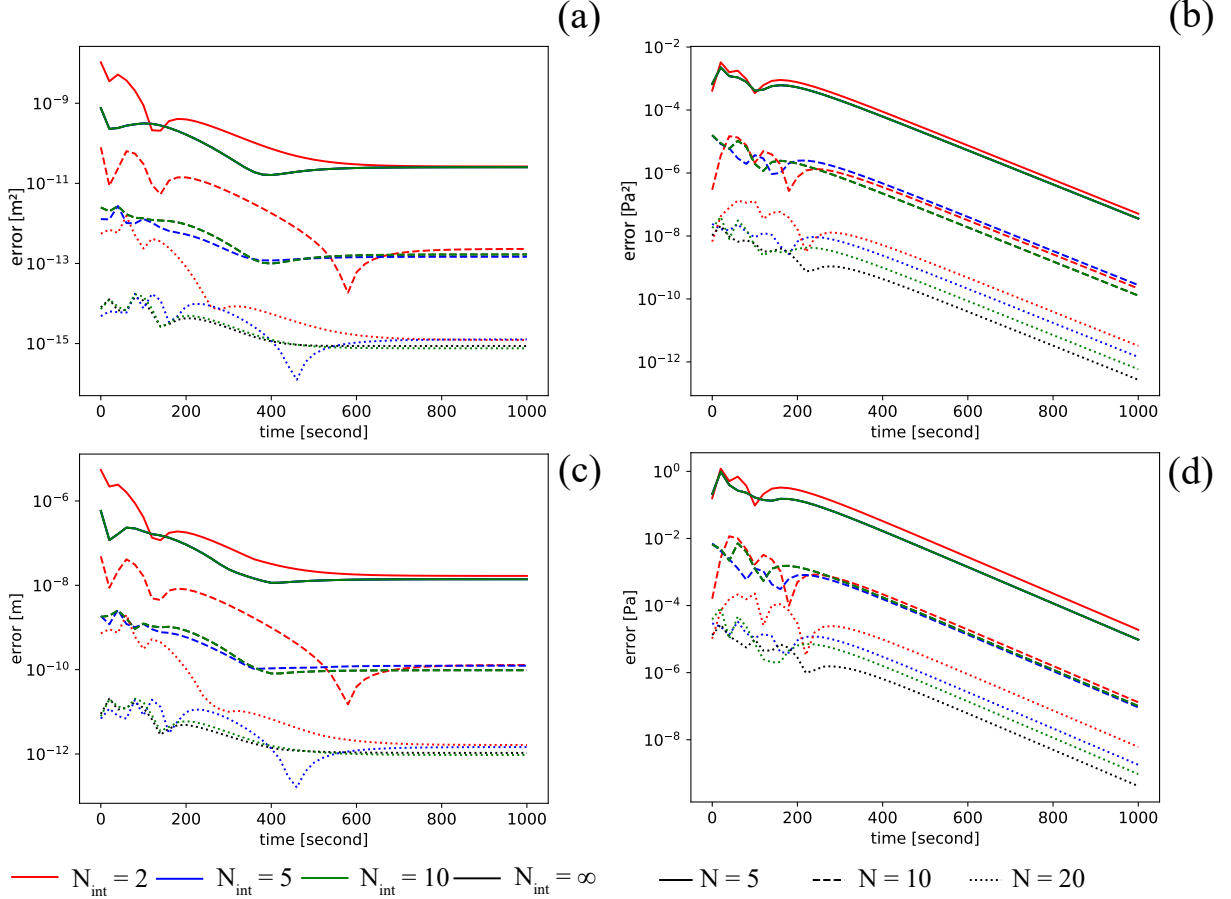 (a)
10⁻⁹
10⁻¹¹
10⁻¹³
10⁻¹⁵
error [m²]
0 200 400 600 800 1000
time [second]
(b)
10⁻²
10⁻⁴
10⁻⁶
10⁻⁸
10⁻¹⁰
10⁻¹²
error [Pa²]
0 200 400 600 800 1000
time [second]
(c)
10⁻⁶
10⁻⁸
10⁻¹⁰
10⁻¹²
error [m]
0 200 400 600 800 1000
time [second]
(d)
10⁰
10⁻²
10⁻⁴
10⁻⁶
10⁻⁸
error [Pa]
0 200 400 600 800 1000
time [second]
N_int = 2 N_int = 5 N_int = 10 N_int = ∞ N = 5 N = 10 N = 20